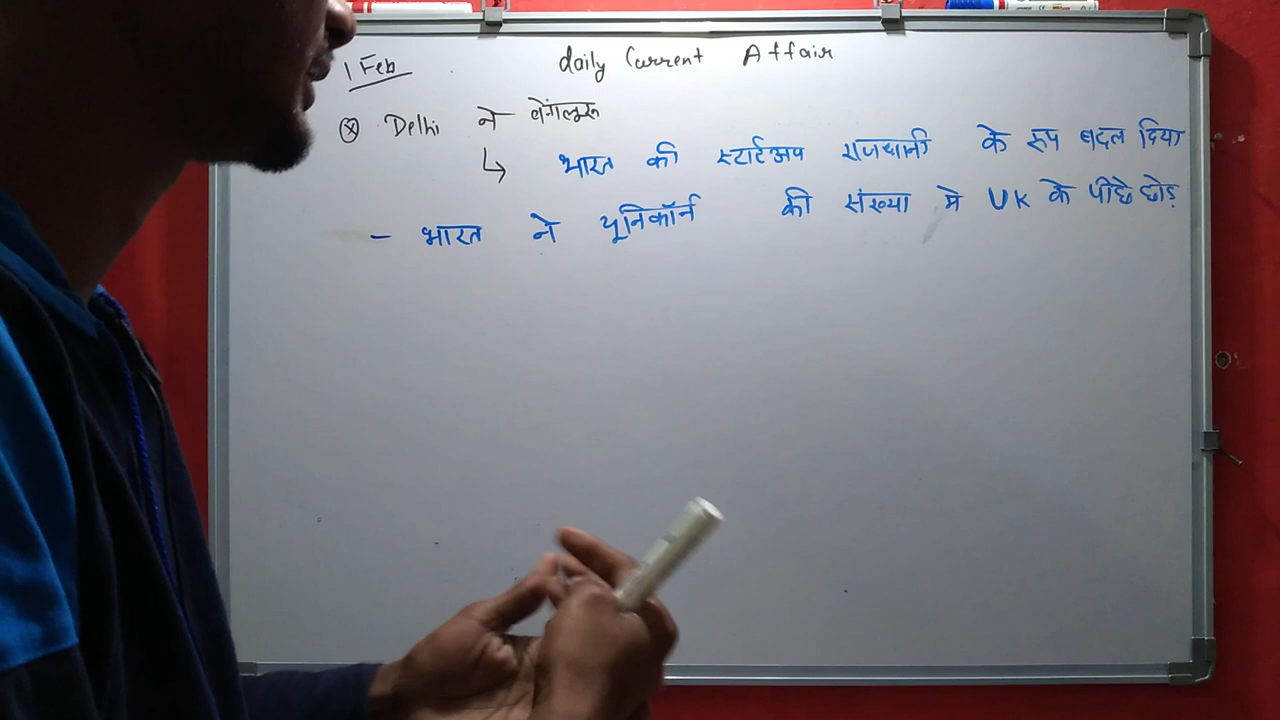 1 Feb
daily Current Affair
Delhi ने बेंगलुरू
↳ भारत की स्टार्टअप राजधानी के रूप बदल दिया
- भारत ने यूनिकॉर्न की संख्या मे UK के पीछे छोड़